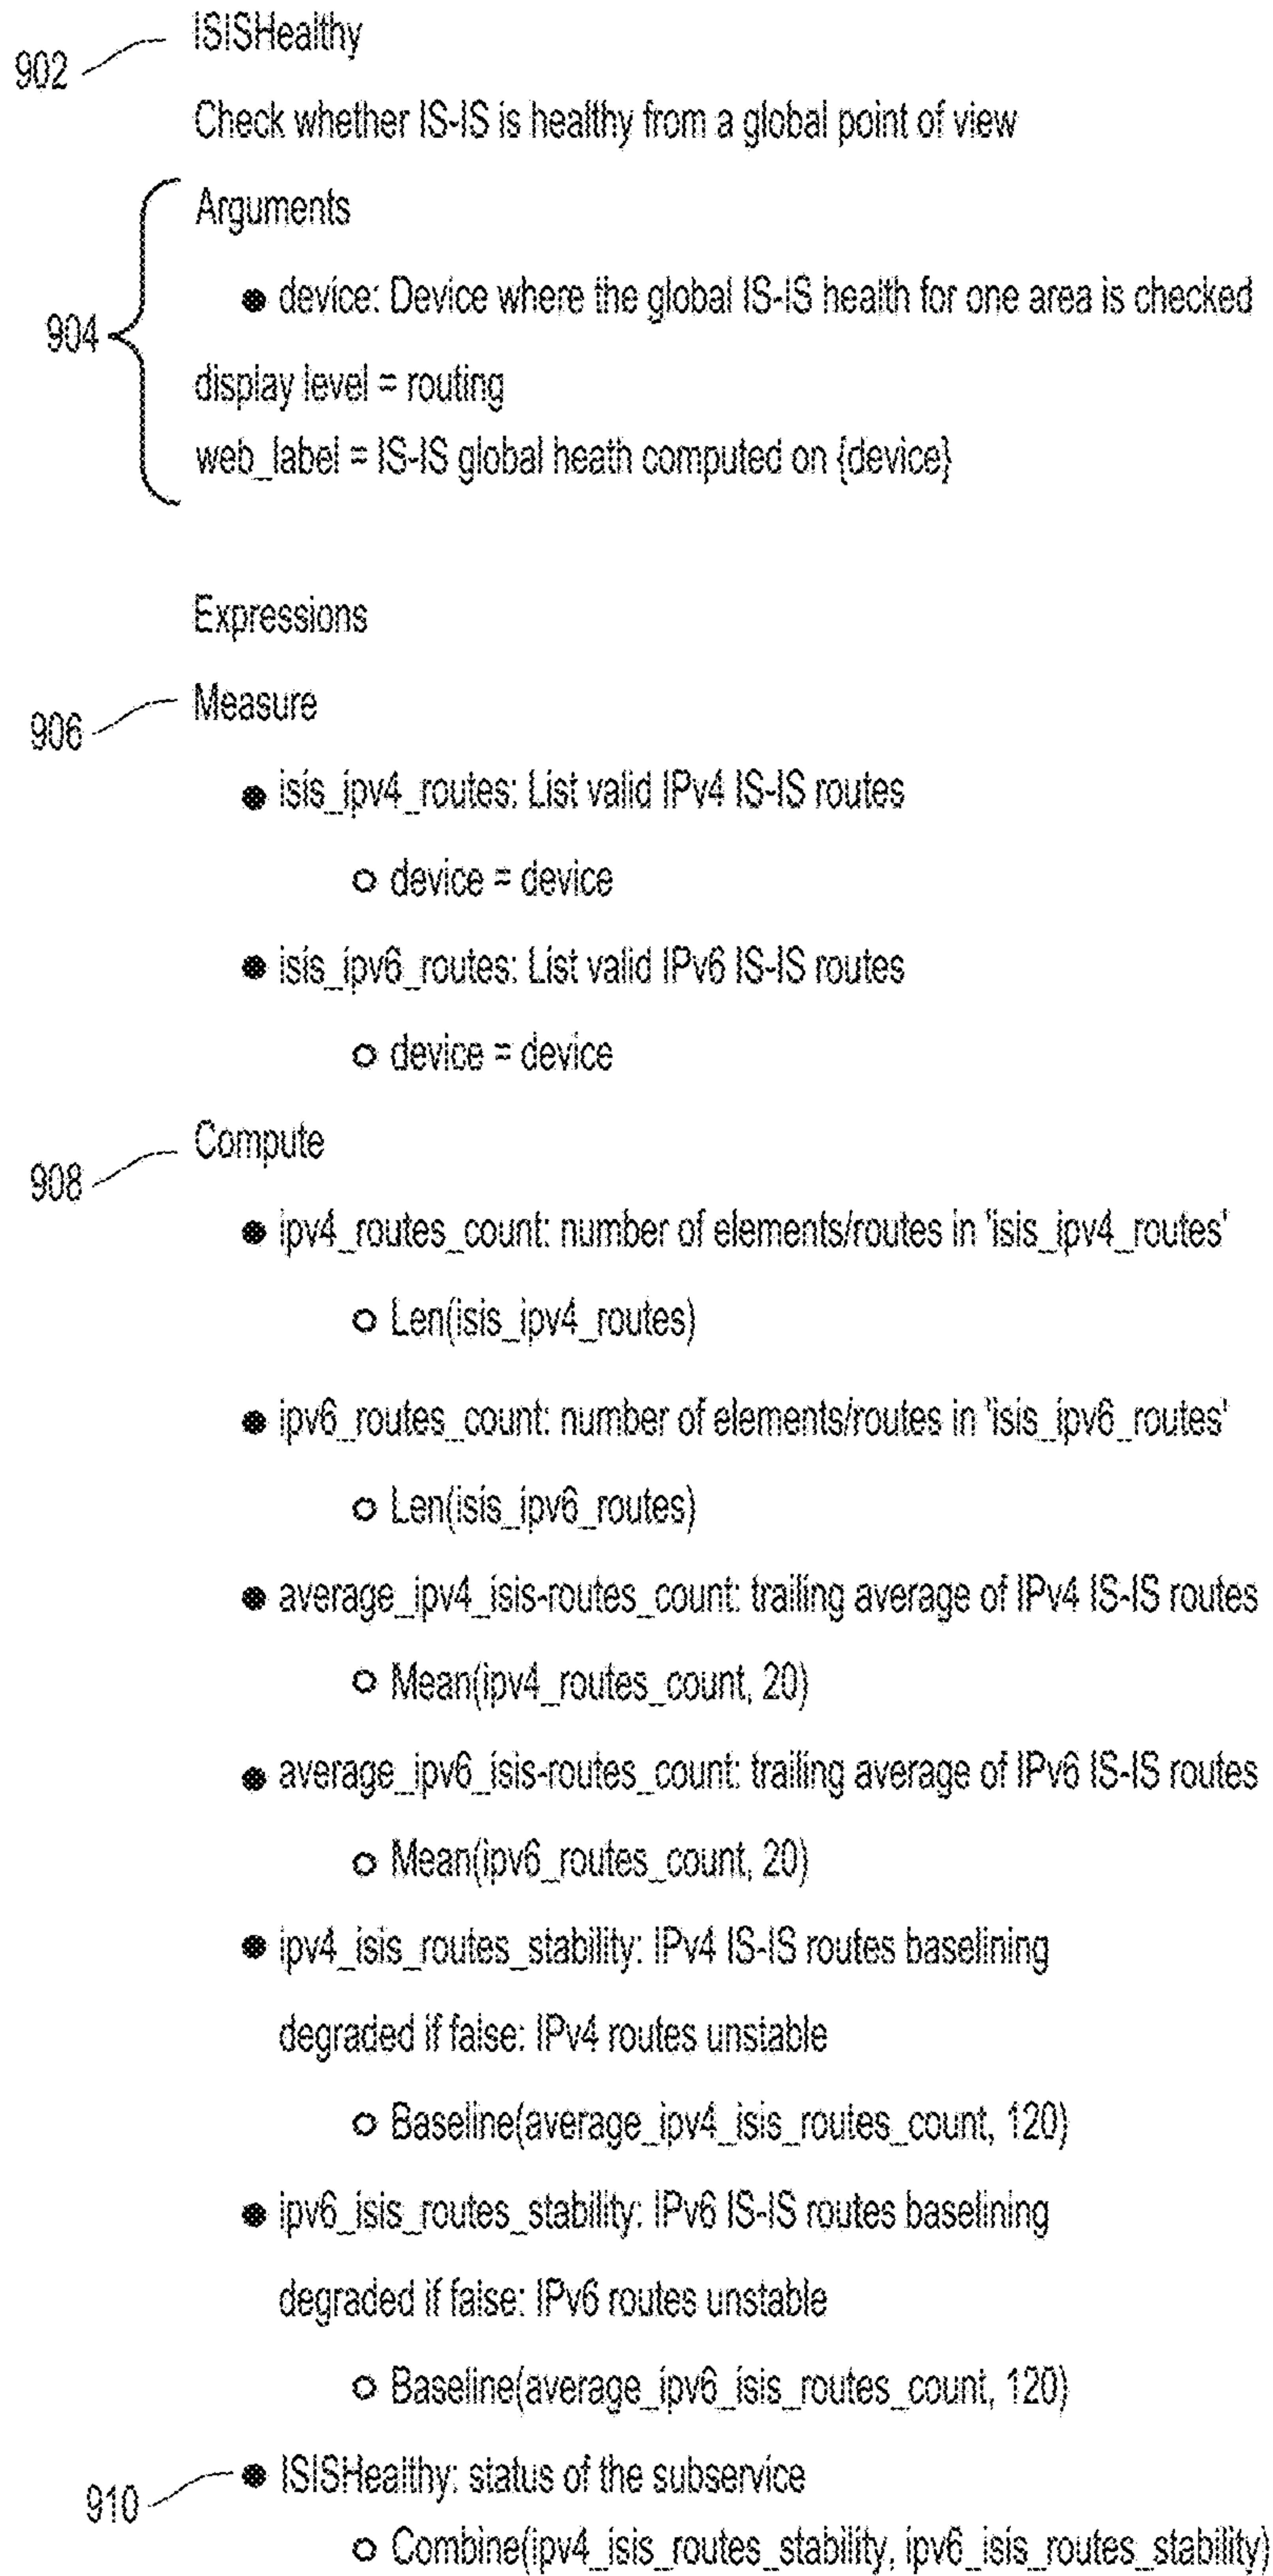 902
ISISHealthy
Check whether IS-IS is healthy from a global point of view
904
Arguments
● device: Device where the global IS-IS health for one area is checked
display level = routing
web_label = IS-IS global heath computed on {device}
Expressions
906
Measure
● isis_ipv4_routes: List valid IPv4 IS-IS routes
○ device = device
● isis_ipv6_routes: List valid IPv6 IS-IS routes
○ device = device
908
Compute
● ipv4_routes_count: number of elements/routes in 'isis_ipv4_routes'
○ Len(isis_ipv4_routes)
● ipv6_routes_count: number of elements/routes in 'isis_ipv6_routes'
○ Len(isis_ipv6_routes)
● average_ipv4_isis-routes_count: trailing average of IPv4 IS-IS routes
○ Mean(ipv4_routes_count, 20)
● average_ipv6_isis-routes_count: trailing average of IPv6 IS-IS routes
○ Mean(ipv6_routes_count, 20)
● ipv4_isis_routes_stability: IPv4 IS-IS routes baselining
degraded if false: IPv4 routes unstable
○ Baseline(average_ipv4_isis_routes_count, 120)
● ipv6_isis_routes_stability: IPv6 IS-IS routes baselining
degraded if false: IPv6 routes unstable
○ Baseline(average_ipv6_isis_routes_count, 120)
910
● ISISHealthy: status of the subservice
○ Combine(ipv4_isis_routes_stability, ipv6_isis_routes_stability)